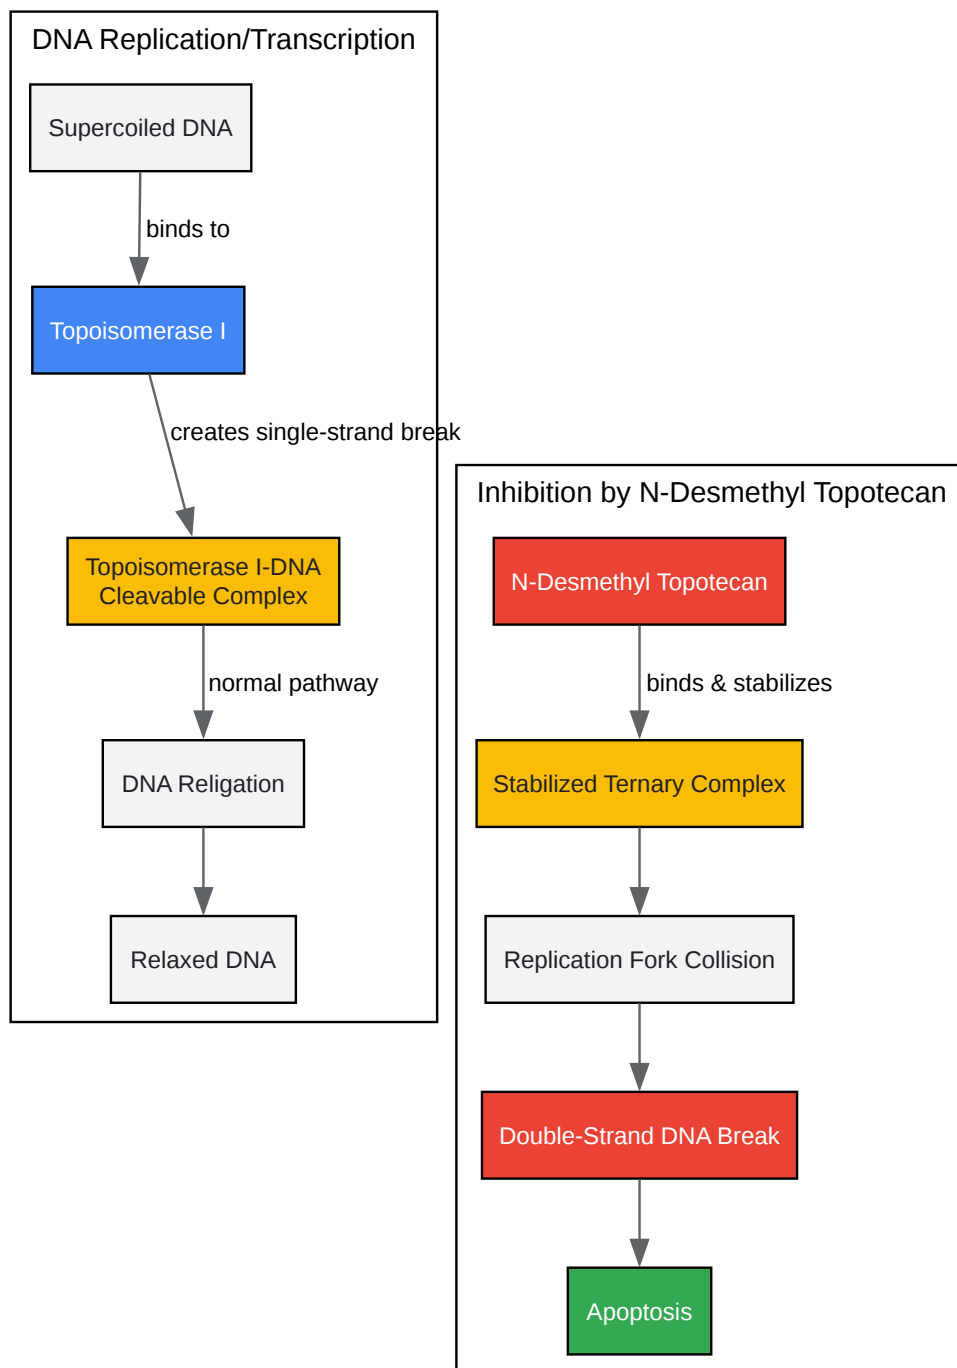 DNA Replication/Transcription
Supercoiled DNA
binds to
Topoisomerase I
creates single-strand break
Topoisomerase I-DNA
Cleavable Complex
normal pathway
DNA Religation
Relaxed DNA
Inhibition by N-Desmethyl Topotecan
N-Desmethyl Topotecan
binds & stabilizes
Stabilized Ternary Complex
Replication Fork Collision
Double-Strand DNA Break
Apoptosis